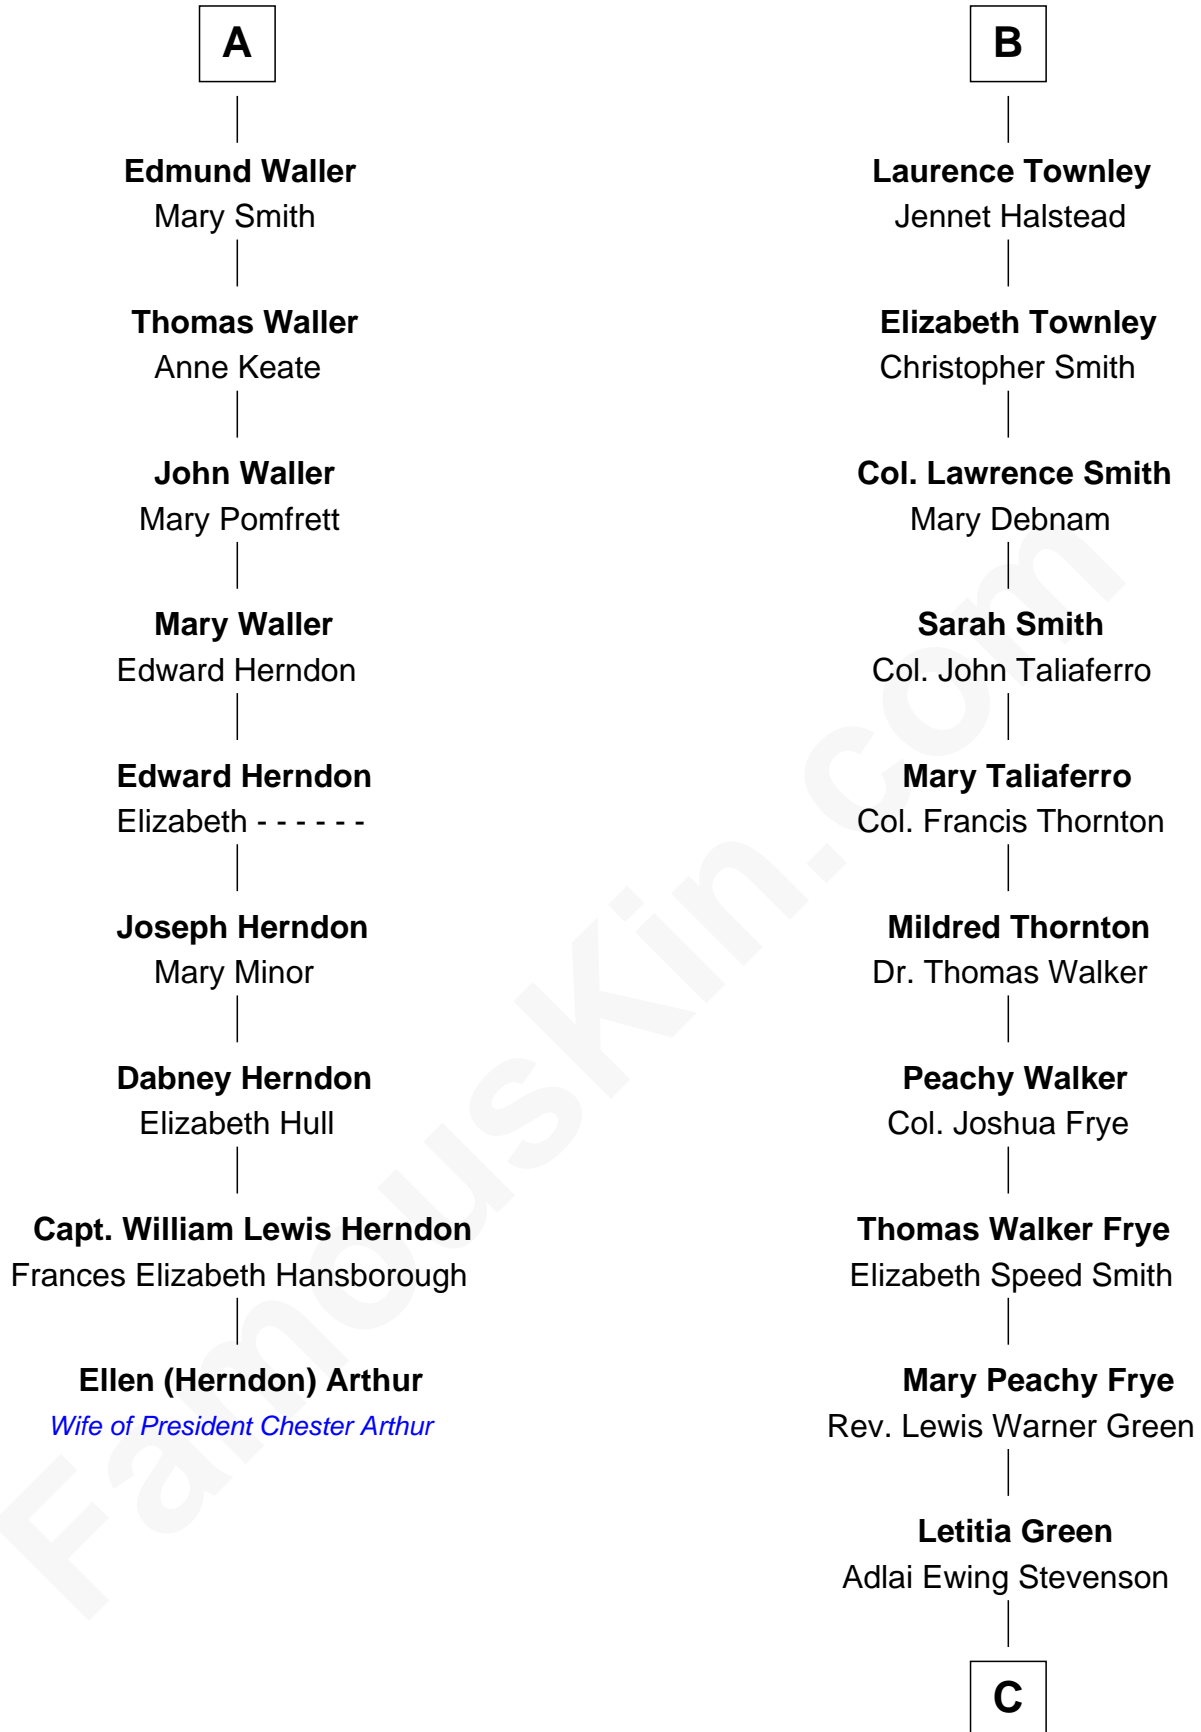 A
Edmund Waller
Mary Smith
Thomas Waller
Anne Keate
John Waller
Mary Pomfrett
Mary Waller
Edward Herndon
Edward Herndon
Elizabeth - - - - - -
Joseph Herndon
Mary Minor
Dabney Herndon
Elizabeth Hull
Capt. William Lewis Herndon
Frances Elizabeth Hansborough
Ellen (Herndon) Arthur
Wife of President Chester Arthur
B
Laurence Townley
Jennet Halstead
Elizabeth Townley
Christopher Smith
Col. Lawrence Smith
Mary Debnam
Sarah Smith
Col. John Taliaferro
Mary Taliaferro
Col. Francis Thornton
Mildred Thornton
Dr. Thomas Walker
Peachy Walker
Col. Joshua Frye
Thomas Walker Frye
Elizabeth Speed Smith
Mary Peachy Frye
Rev. Lewis Warner Green
Letitia Green
Adlai Ewing Stevenson
C
FamousKin.com